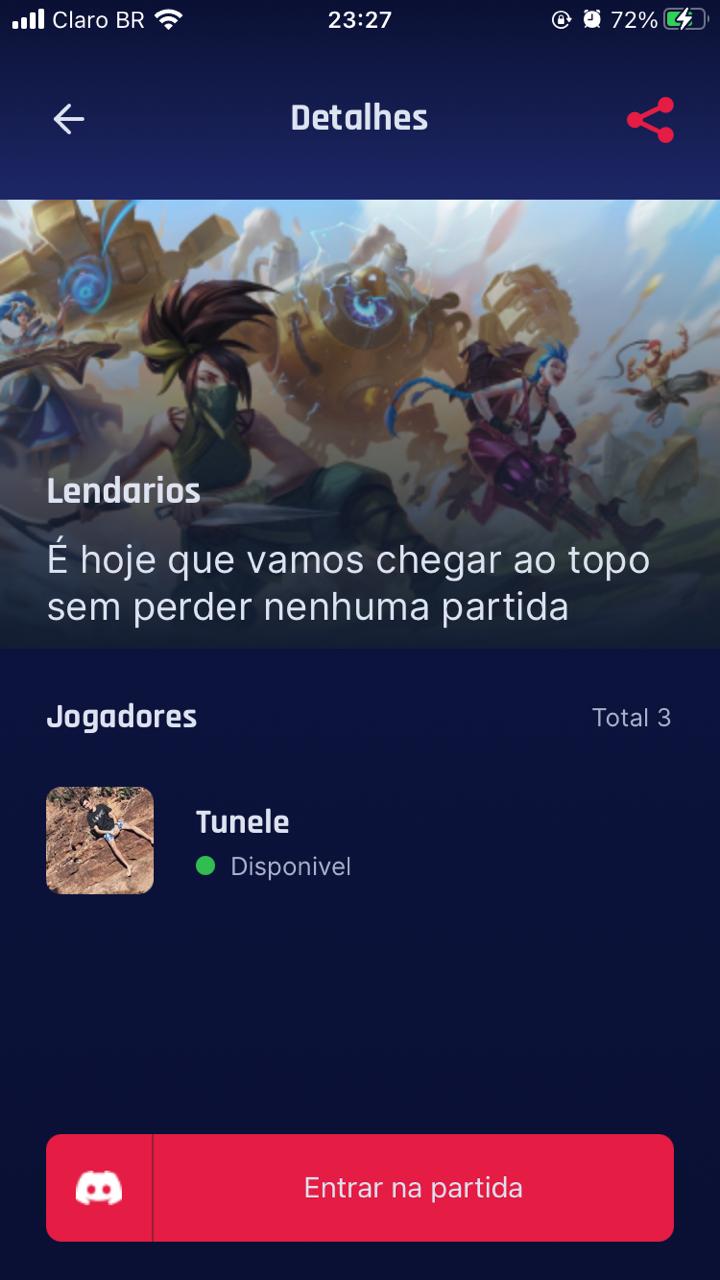 Claro BR 23:27 72%
Detalhes
Lendarios
É hoje que vamos chegar ao topo
sem perder nenhuma partida
Jogadores Total 3
Tunele
Disponivel
Entrar na partida